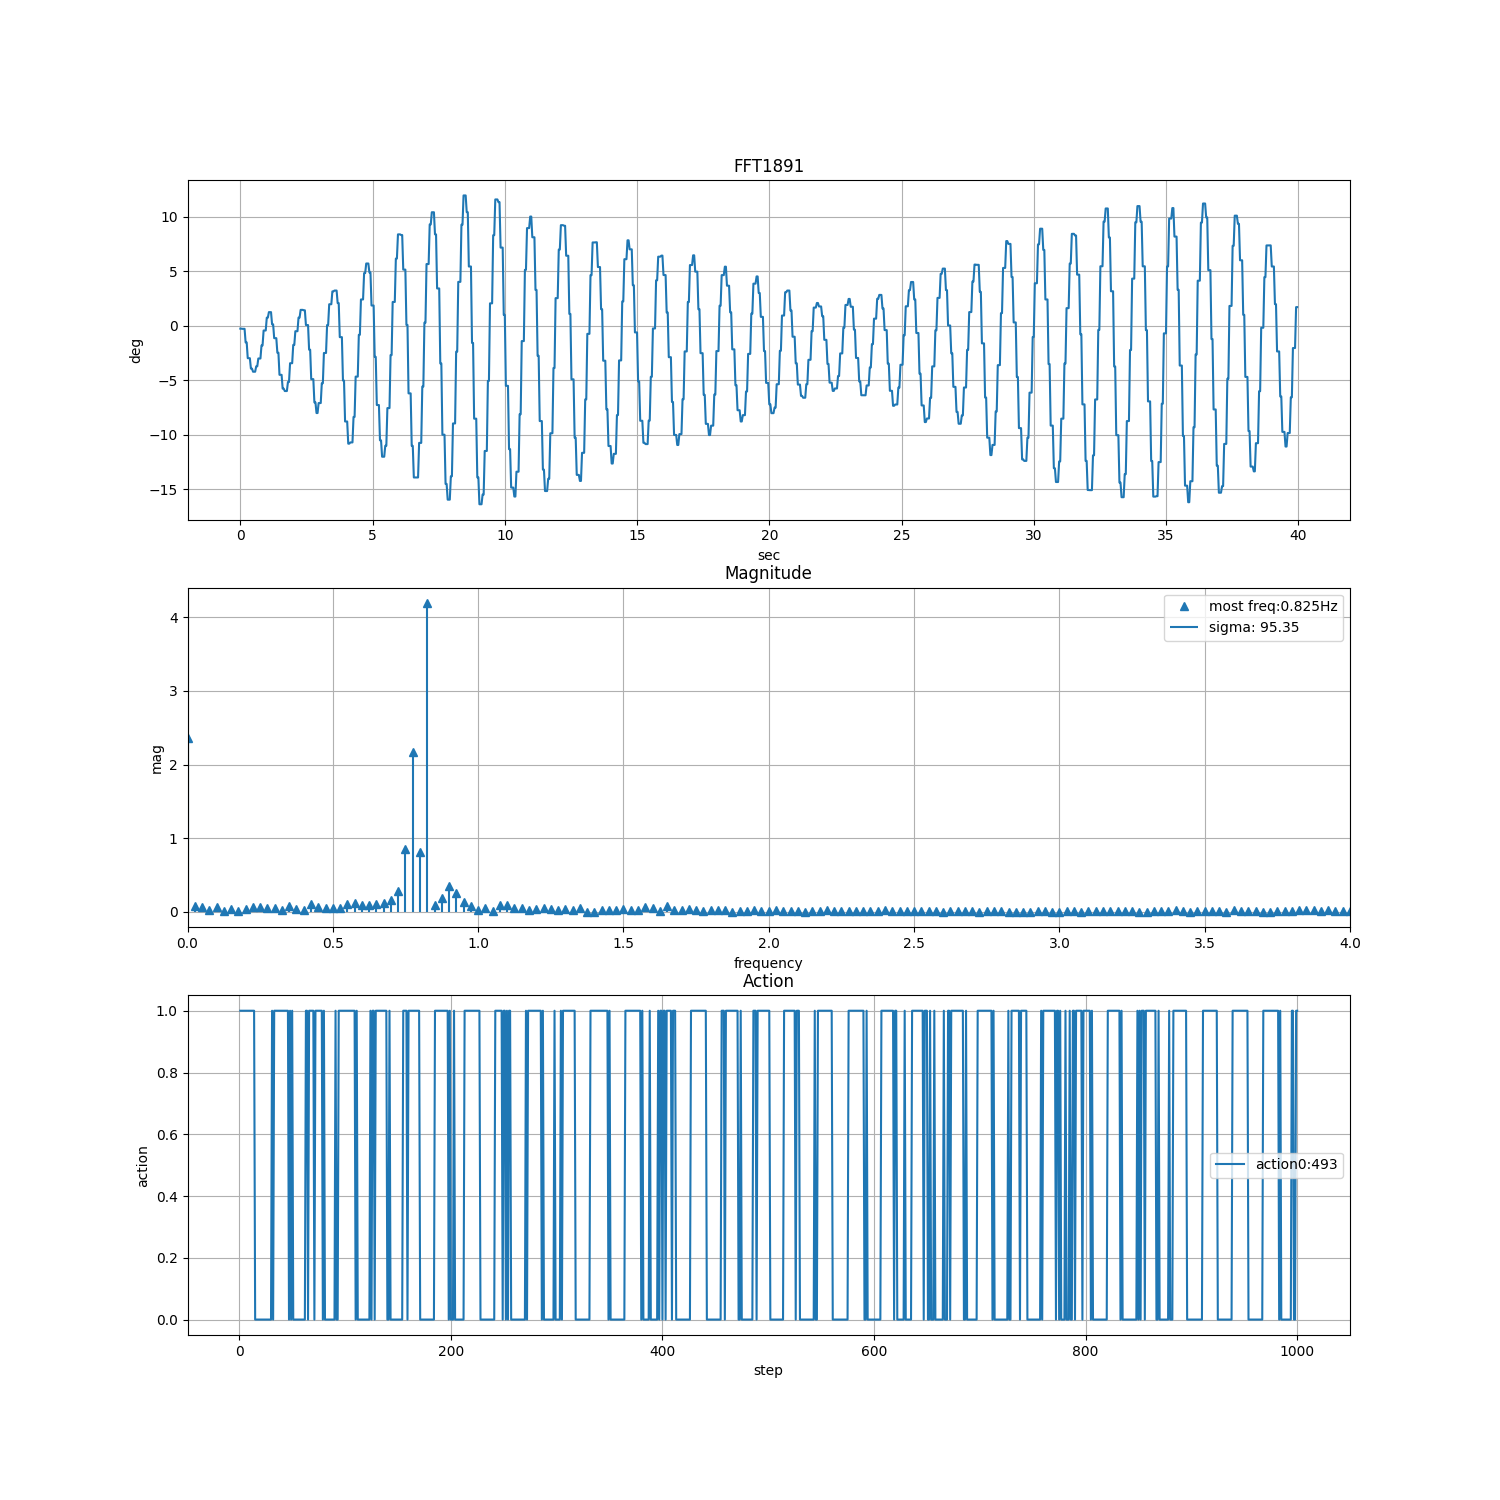 FFT1891
10
5
0
−5
−10
−15
deg
0 5 10 15 20 25 30 35 40
sec
Magnitude
4
3
2
1
0
mag
most freq:0.825Hz
sigma: 95.35
0.0 0.5 1.0 1.5 2.0 2.5 3.0 3.5 4.0
frequency
Action
1.0
0.8
0.6
0.4
0.2
0.0
action
action0:493
0 200 400 600 800 1000
step